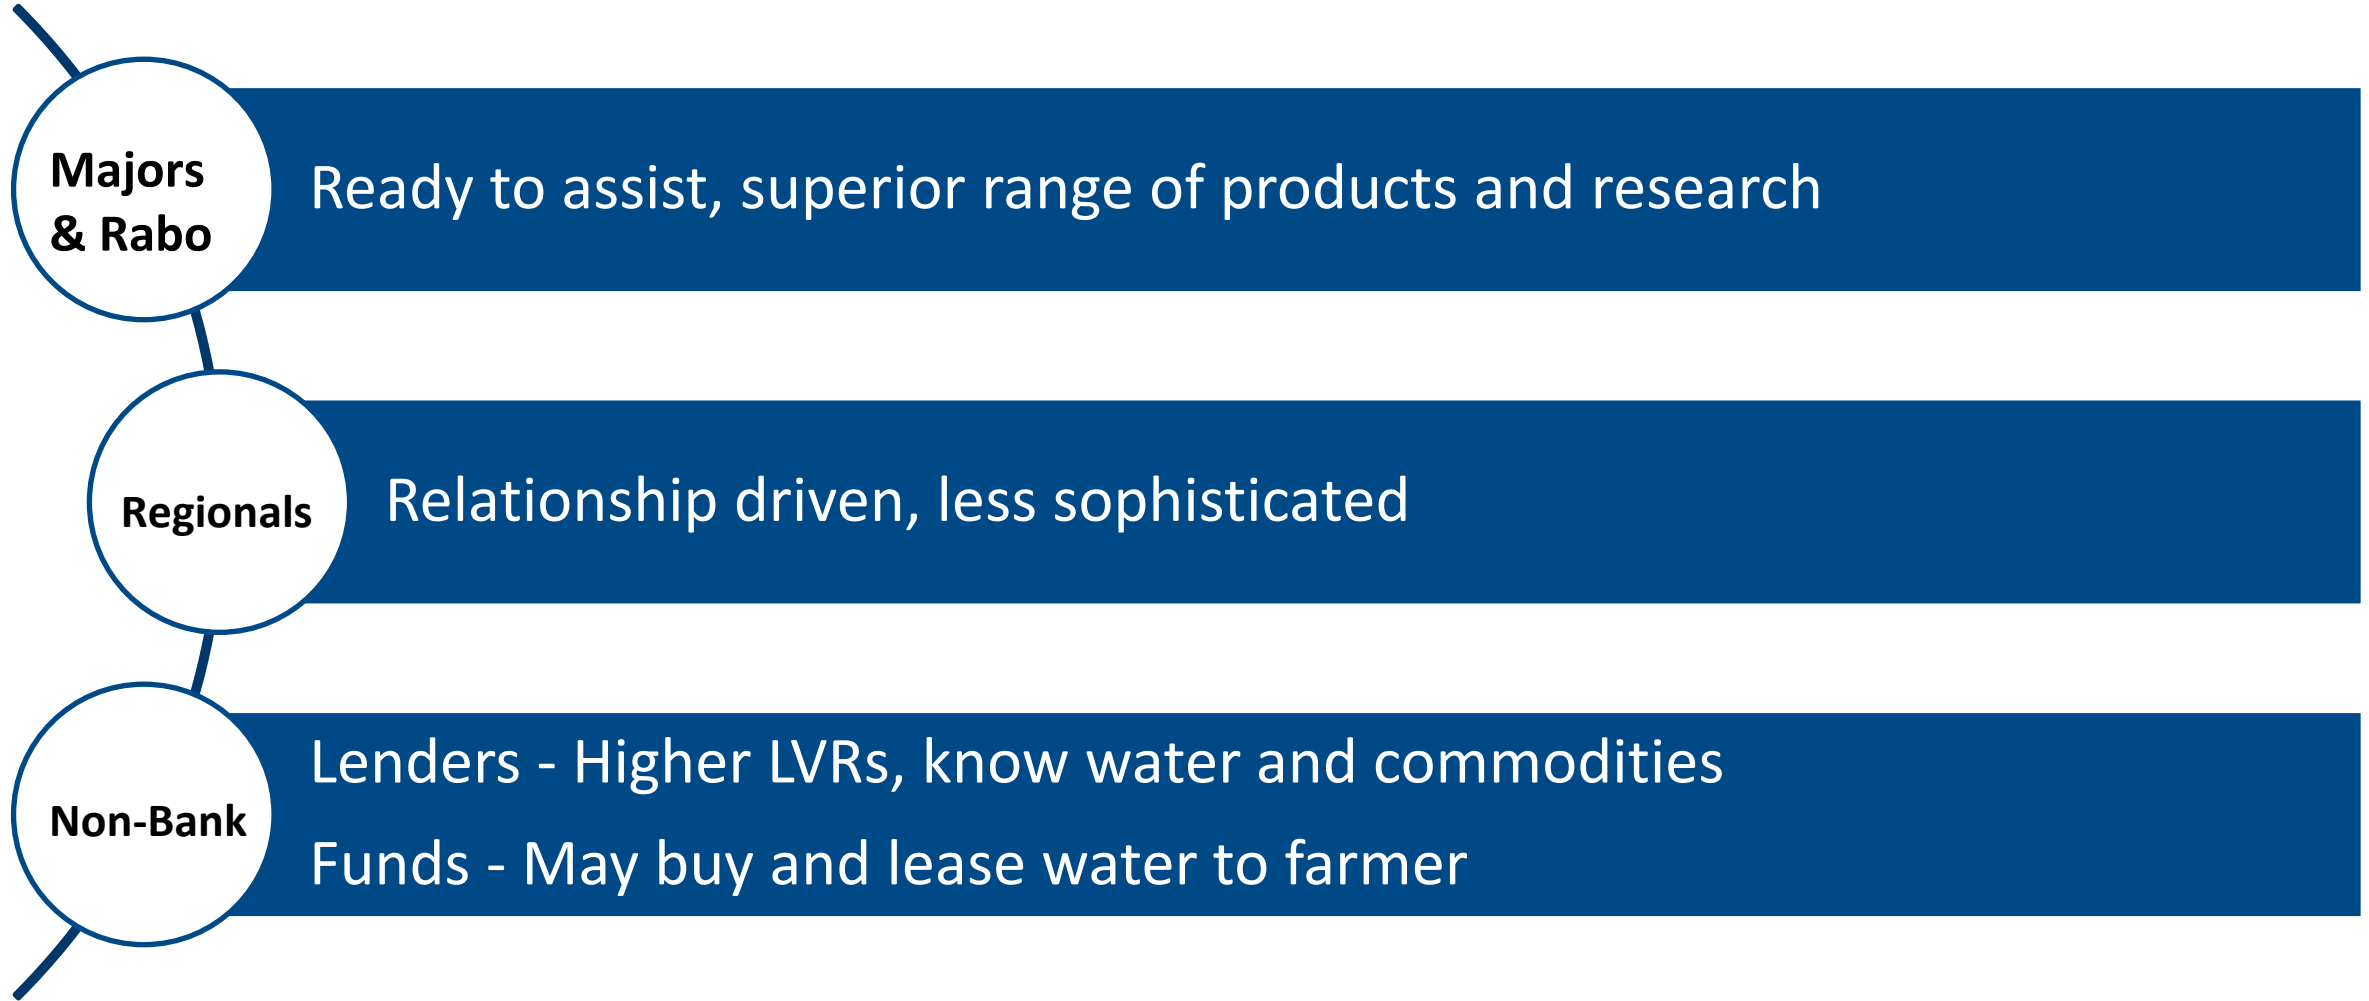 Majors
& Rabo
Ready to assist, superior range of products and research
Regionals
Relationship driven, less sophisticated
Non-Bank
Lenders - Higher LVRs, know water and commodities
Funds - May buy and lease water to farmer